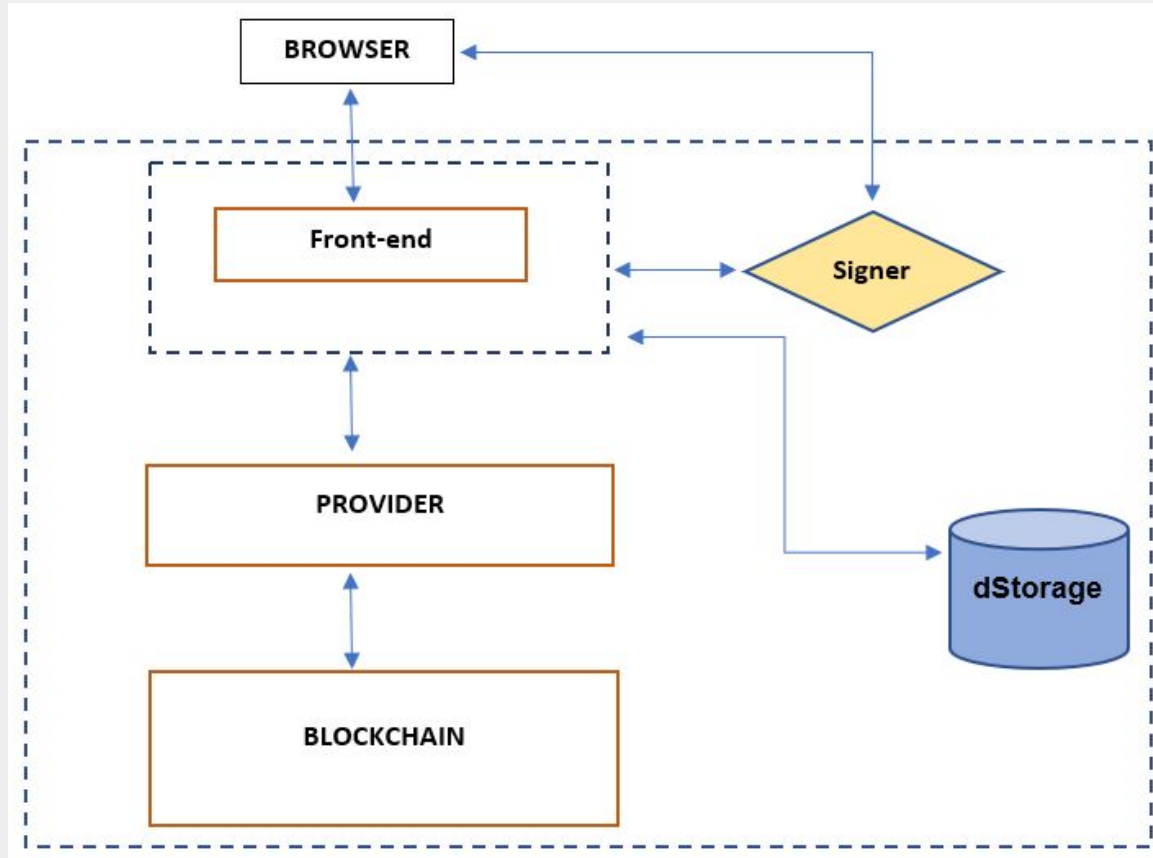 BROWSER
Front-end
Signer
PROVIDER
dStorage
BLOCKCHAIN